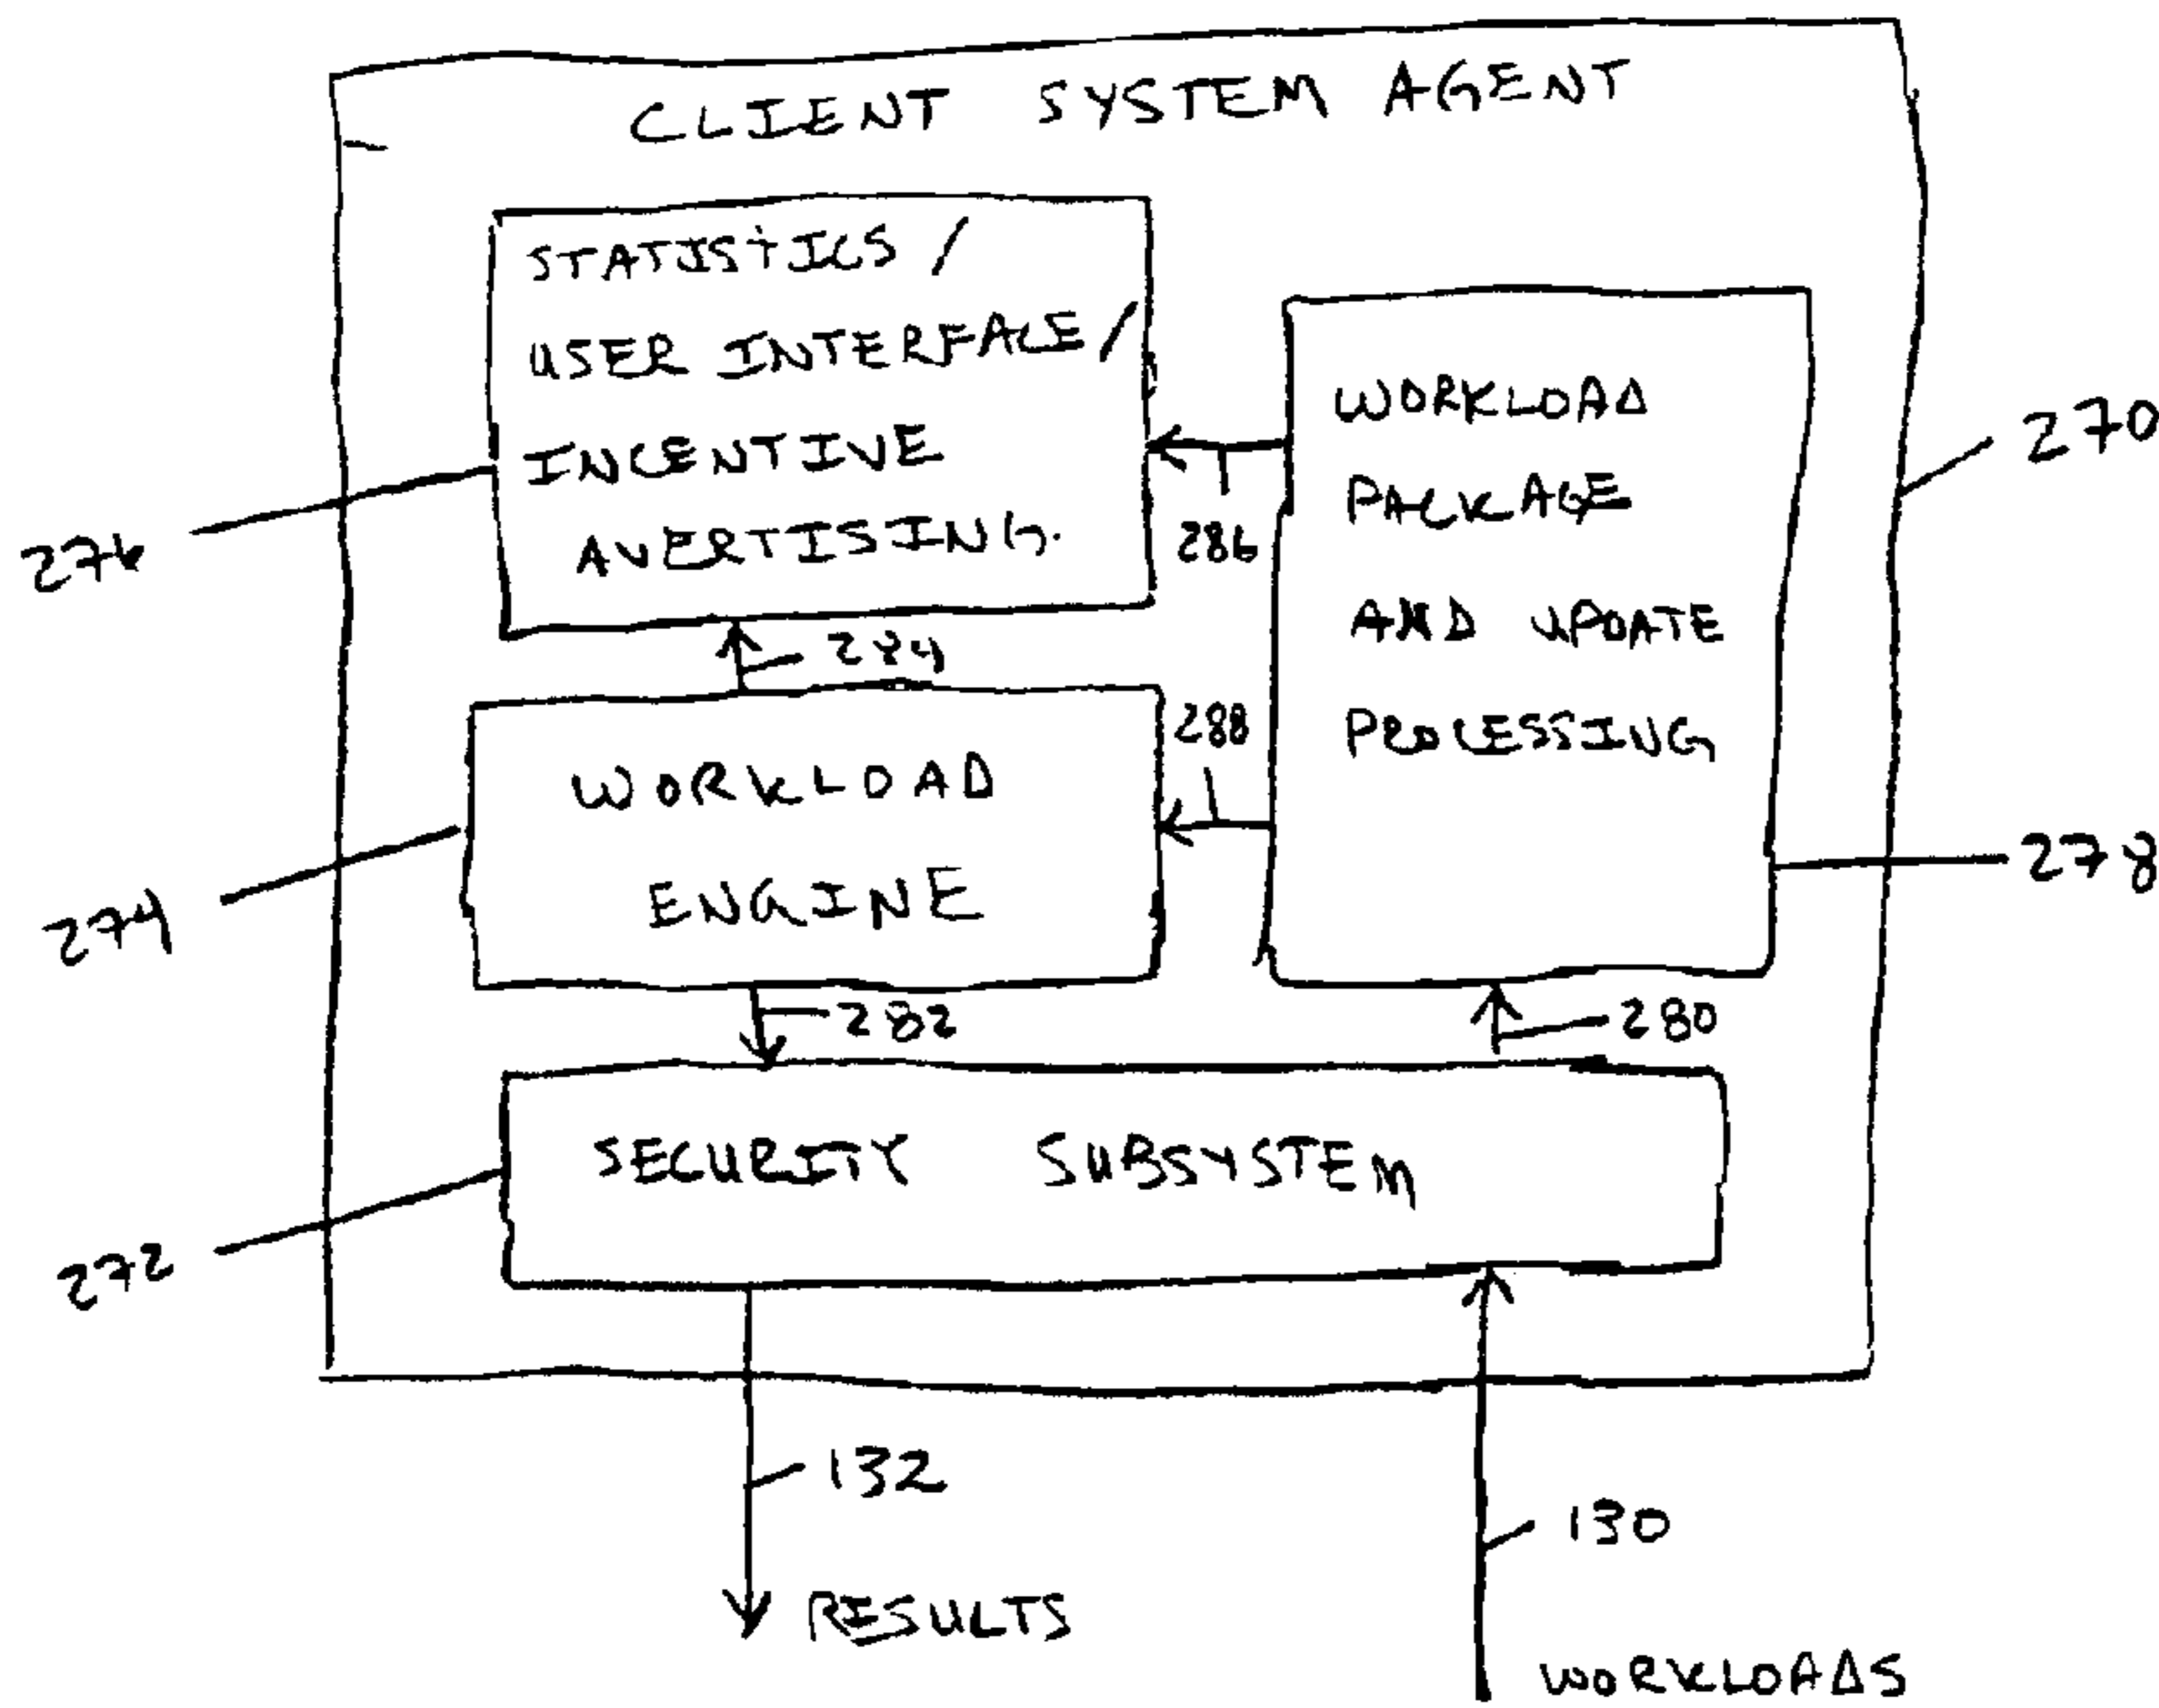 CLIENT SYSTEM AGENT
STATISTICS /
USER INTERFACE /
INCENTIVE
AVERTISING.
WORKLOAD
PACKAGE
AND UPDATE
PROCESSING
270
276
286
284
288
WORKLOAD
ENGINE
278
274
282
280
SECURITY SUBSYSTEM
272
132
130
RESULTS
WORKLOADS